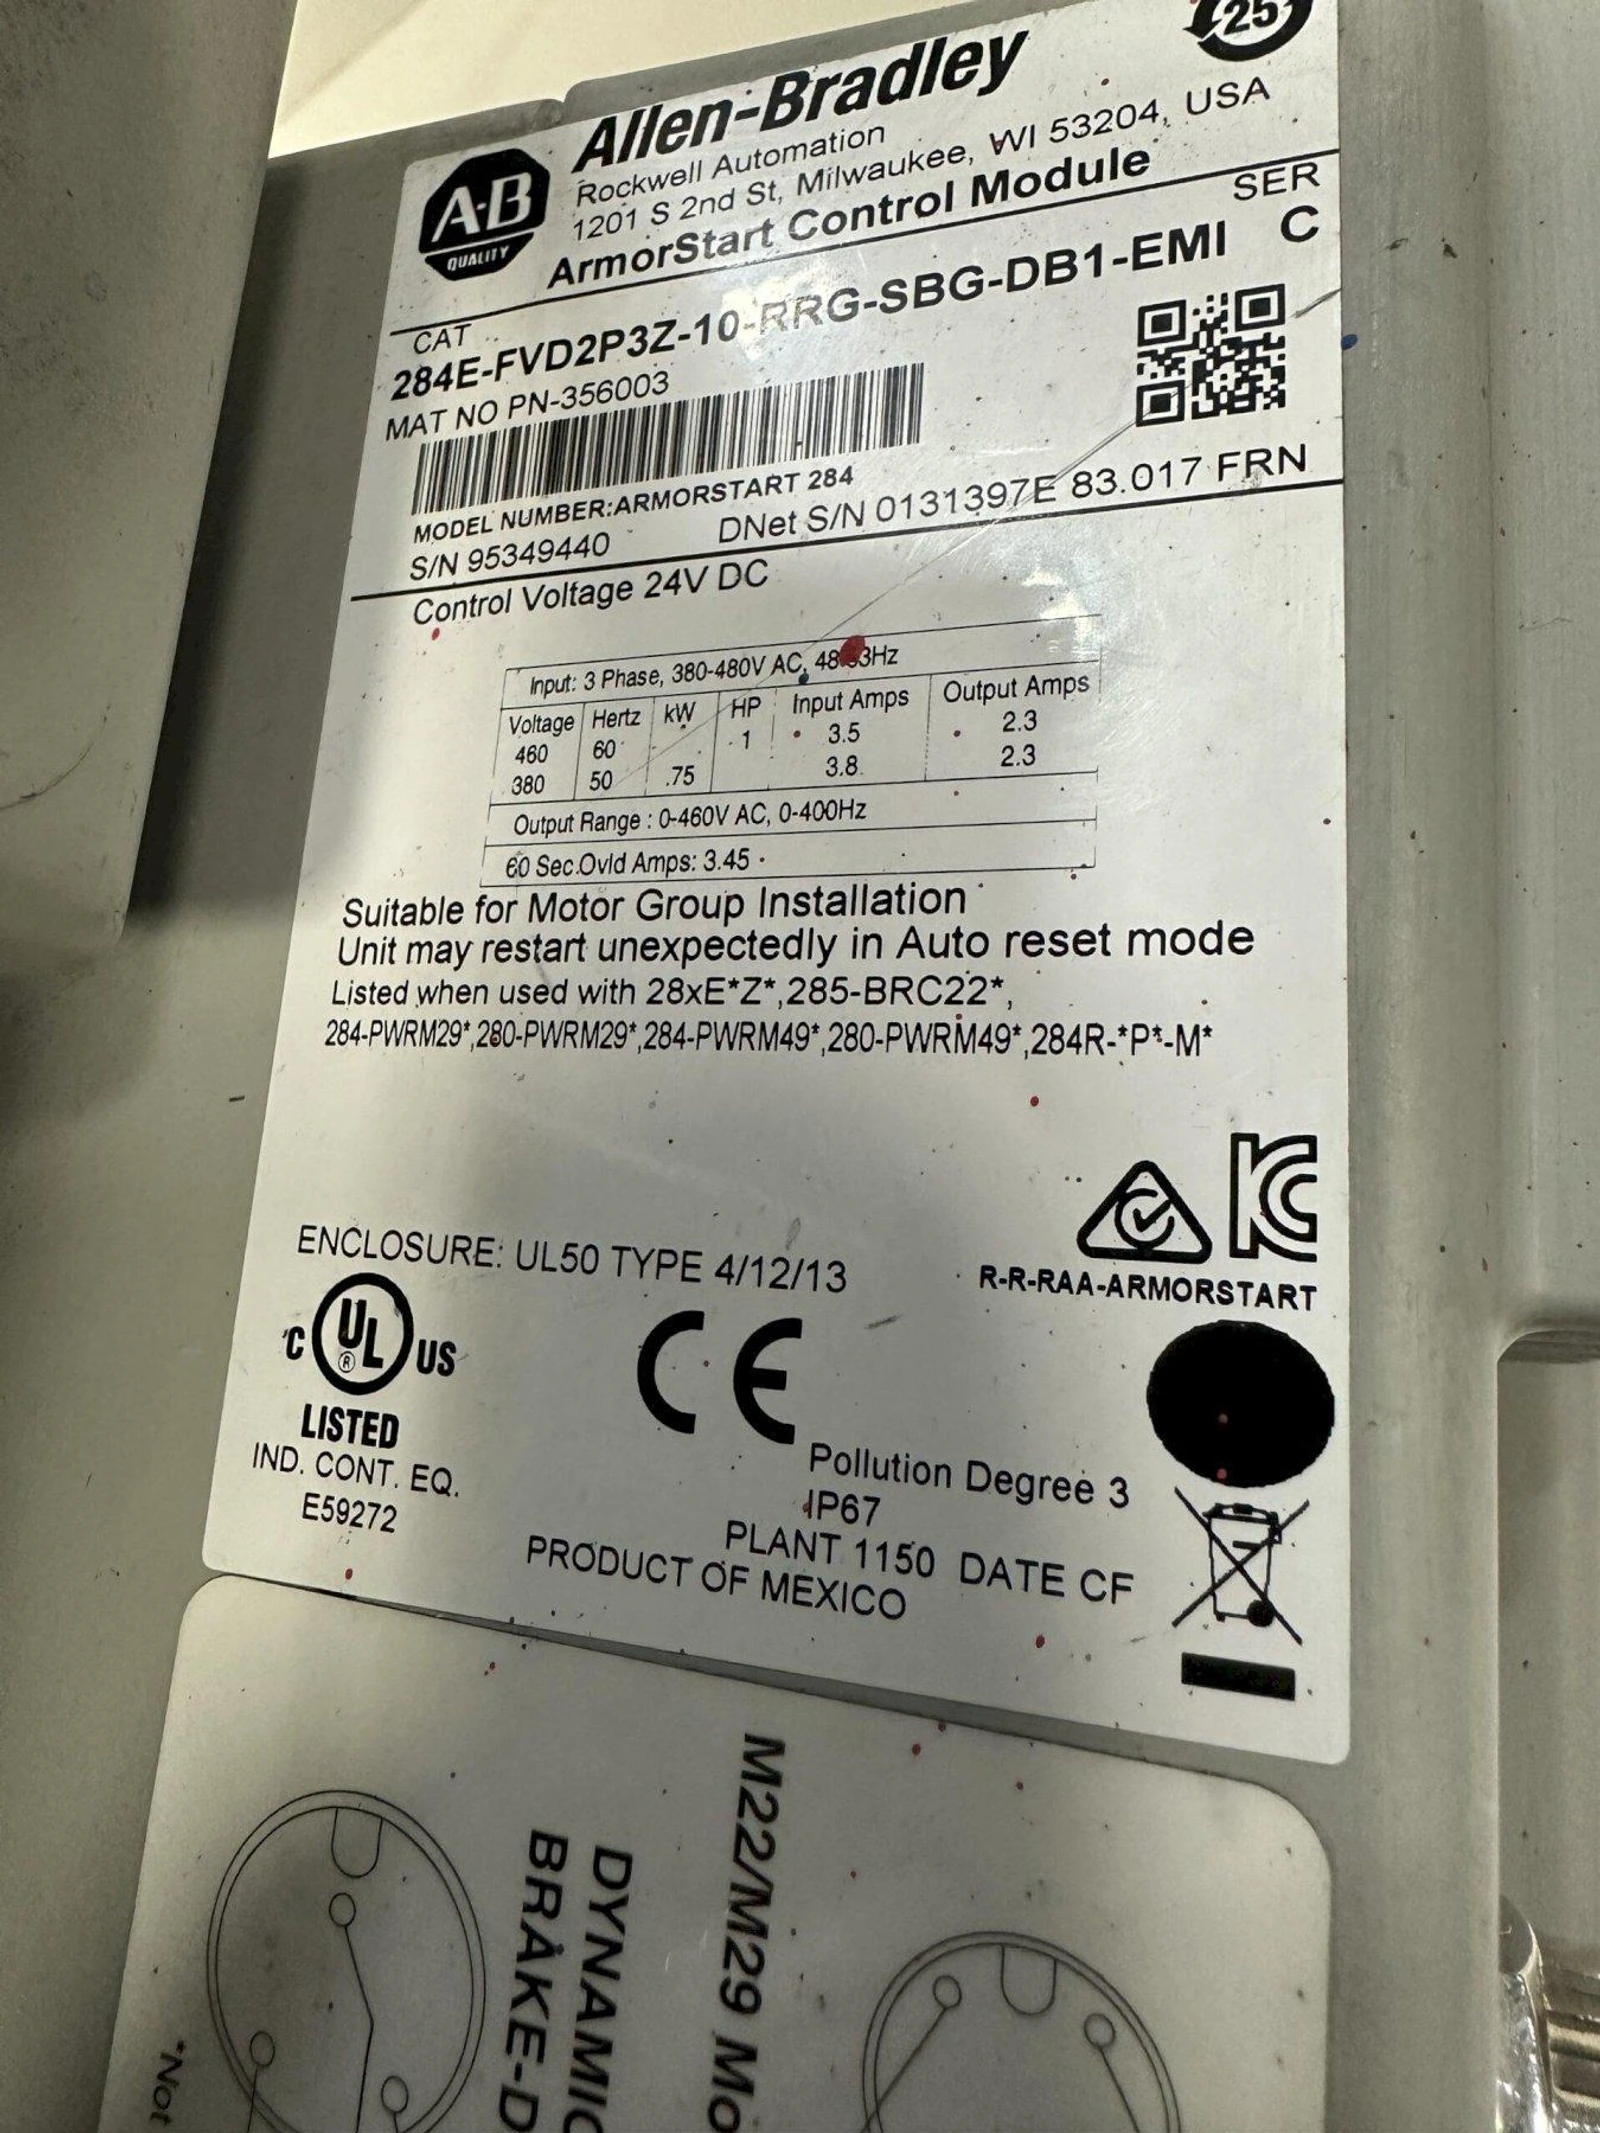 25
Allen-Bradley
A-B
QUALITY
Rockwell Automation
1201 S 2nd St, Milwaukee, WI 53204, USA
ArmorStart Control Module
CAT
SER
284E-FVD2P3Z-10-RRG-SBG-DB1-EMI C
MAT NO PN-356003
MODEL NUMBER:ARMORSTART 284
S/N 95349440 DNet S/N 0131397E 83.017 FRN
Control Voltage 24V DC
Input: 3 Phase, 380-480V AC,
Voltage Hertz kW HP Input Amps Output Amps
460 60 1 3.5 2.3
380 50 .75 3.8 2.3
Output Range : 0-460V AC, 0-400Hz
60 Sec.Ovld Amps: 3.45
Suitable for Motor Group Installation
Unit may restart unexpectedly in Auto reset mode
Listed when used with 28xE*Z*,285-BRC22*,
284-PWRM29*,280-PWRM29*,284-PWRM49*,280-PWRM49*,284R-*P*-M*
ENCLOSURE: UL50 TYPE 4/12/13
R-R-RAA-ARMORSTART
C UL ® US
LISTED
IND. CONT. EQ.
E59272
CE
Pollution Degree 3
IP67
PLANT 1150 DATE CF
PRODUCT OF MEXICO
M22/M29 Mo
DYNAMIC
BRAKE-D
*Not